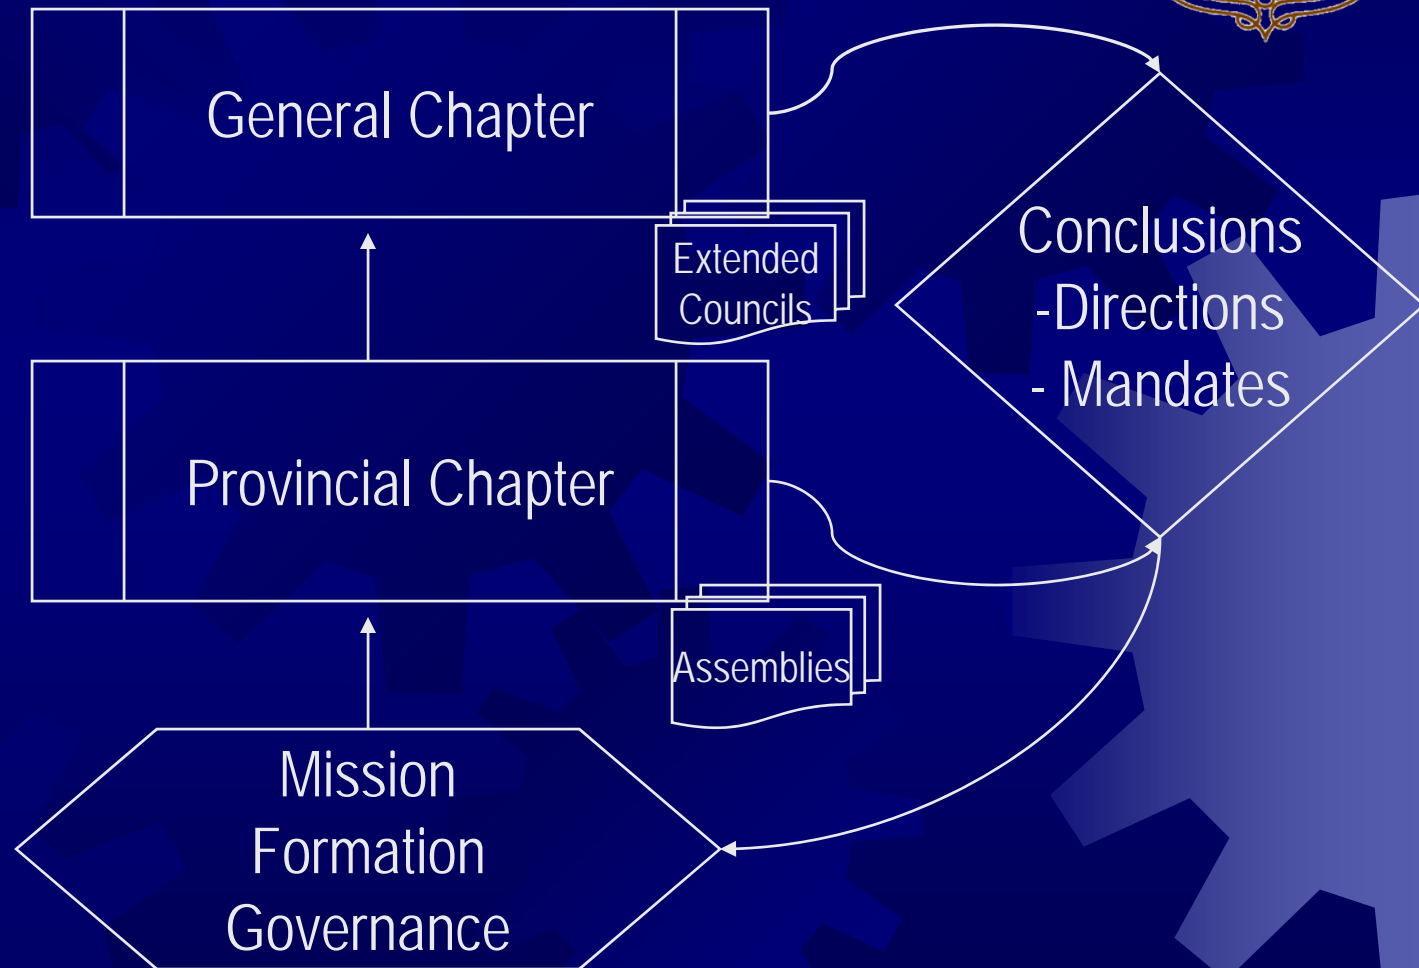 General Chapter
Extended
Councils
Conclusions
-Directions
- Mandates
Provincial Chapter
Assemblies
Mission
Formation
Governance